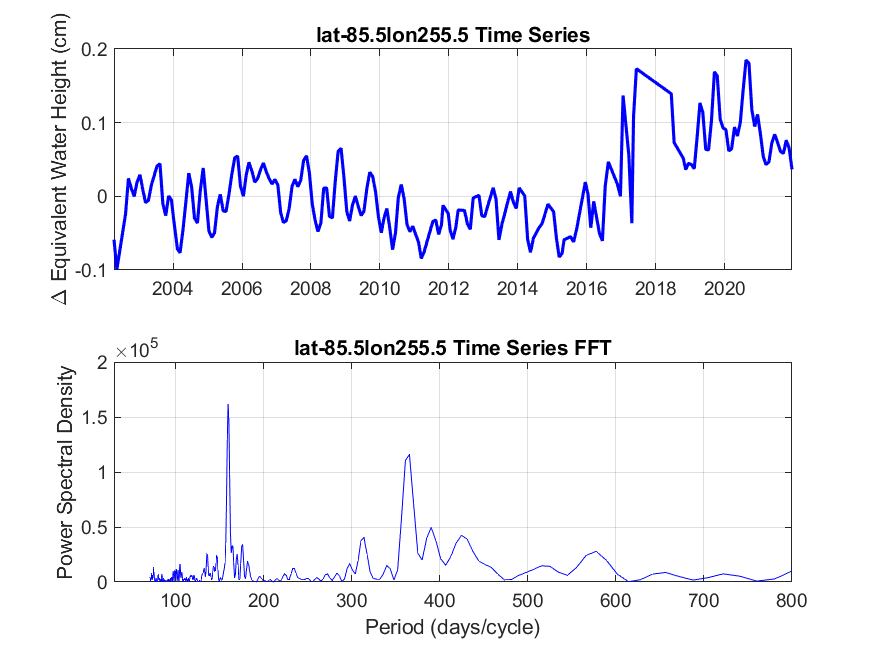 lat-85.5lon255.5 Time Series
Δ Equivalent Water Height (cm)
0.2
0.1
0
-0.1
2004 2006 2008 2010 2012 2014 2016 2018 2020
lat-85.5lon255.5 Time Series FFT
×10⁵
Power Spectral Density
2
1.5
1
0.5
0
100 200 300 400 500 600 700 800
Period (days/cycle)